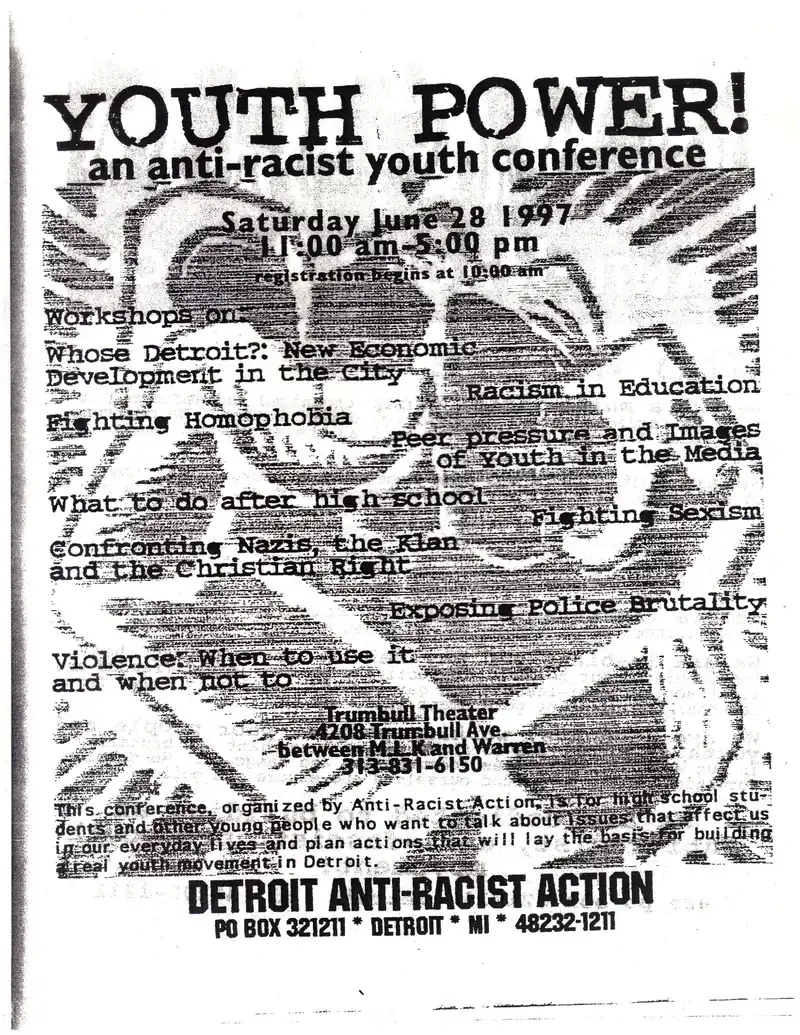 YOUTH POWER!
an anti-racist youth conference
Saturday June 28 1997
11:00 am-5:00 pm
registration begins at 10:00 am
Workshops on:
Whose Detroit?: New Economic
Development in the City
Racism in Education
Fighting Homophobia
Peer pressure and Images
of Youth in the Media
What to do after high school
Fighting Sexism
Confronting Nazis, the Klan
and the Christian Right
Exposing Police Brutality
Violence: When to use it
and when not to
Trumbull Theater
4208 Trumbull Ave.
between M.L.K and Warren
313-831-6150
This conference, organized by Anti-Racist Action, is for high school stu-
dents and other young people who want to talk about issues that affect us
in our everyday lives and plan actions that will lay the basis for building
a real youth movement in Detroit.
DETROIT ANTI-RACIST ACTION
PO BOX 321211 * DETROIT * MI * 48232-1211